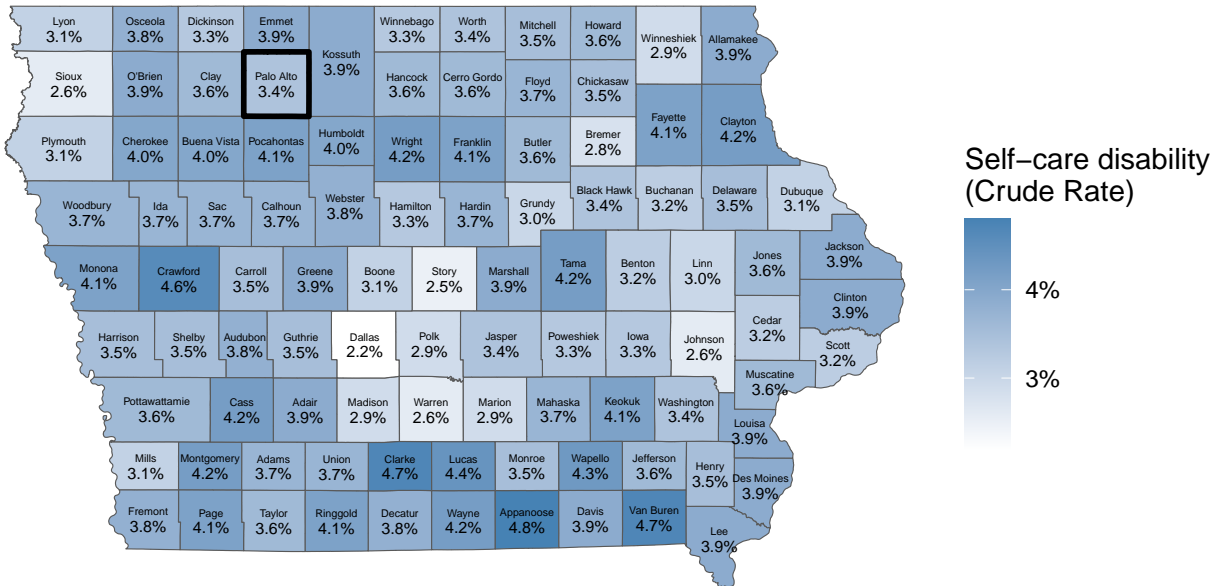 Lyon
3.1%
Osceola
3.8%
Dickinson
3.3%
Emmet
3.9%
Kossuth
3.9%
Winnebago
3.3%
Worth
3.4%
Mitchell
3.5%
Howard
3.6%
Winneshiek
2.9%
Allamakee
3.9%
Sioux
2.6%
O'Brien
3.9%
Clay
3.6%
Palo Alto
3.4%
Hancock
3.6%
Cerro Gordo
3.6%
Floyd
3.7%
Chickasaw
3.5%
Fayette
4.1%
Clayton
4.2%
Plymouth
3.1%
Cherokee
4.0%
Buena Vista
4.0%
Pocahontas
4.1%
Humboldt
4.0%
Wright
4.2%
Franklin
4.1%
Butler
3.6%
Bremer
2.8%
Woodbury
3.7%
Ida
3.7%
Sac
3.7%
Calhoun
3.7%
Webster
3.8%
Hamilton
3.3%
Hardin
3.7%
Grundy
3.0%
Black Hawk
3.4%
Buchanan
3.2%
Delaware
3.5%
Dubuque
3.1%
Monona
4.1%
Crawford
4.6%
Carroll
3.5%
Greene
3.9%
Boone
3.1%
Story
2.5%
Marshall
3.9%
Tama
4.2%
Benton
3.2%
Linn
3.0%
Jones
3.6%
Jackson
3.9%
Clinton
3.9%
Harrison
3.5%
Shelby
3.5%
Audubon
3.8%
Guthrie
3.5%
Dallas
2.2%
Polk
2.9%
Jasper
3.4%
Poweshiek
3.3%
Iowa
3.3%
Johnson
2.6%
Cedar
3.2%
Scott
3.2%
Muscatine
3.6%
Pottawattamie
3.6%
Cass
4.2%
Adair
3.9%
Madison
2.9%
Warren
2.6%
Marion
2.9%
Mahaska
3.7%
Keokuk
4.1%
Washington
3.4%
Louisa
3.9%
Mills
3.1%
Montgomery
4.2%
Adams
3.7%
Union
3.7%
Clarke
4.7%
Lucas
4.4%
Monroe
3.5%
Wapello
4.3%
Jefferson
3.6%
Henry
3.5%
Des Moines
3.9%
Fremont
3.8%
Page
4.1%
Taylor
3.6%
Ringgold
4.1%
Decatur
3.8%
Wayne
4.2%
Appanoose
4.8%
Davis
3.9%
Van Buren
4.7%
Lee
3.9%
Self−care disability
(Crude Rate)
4%
3%